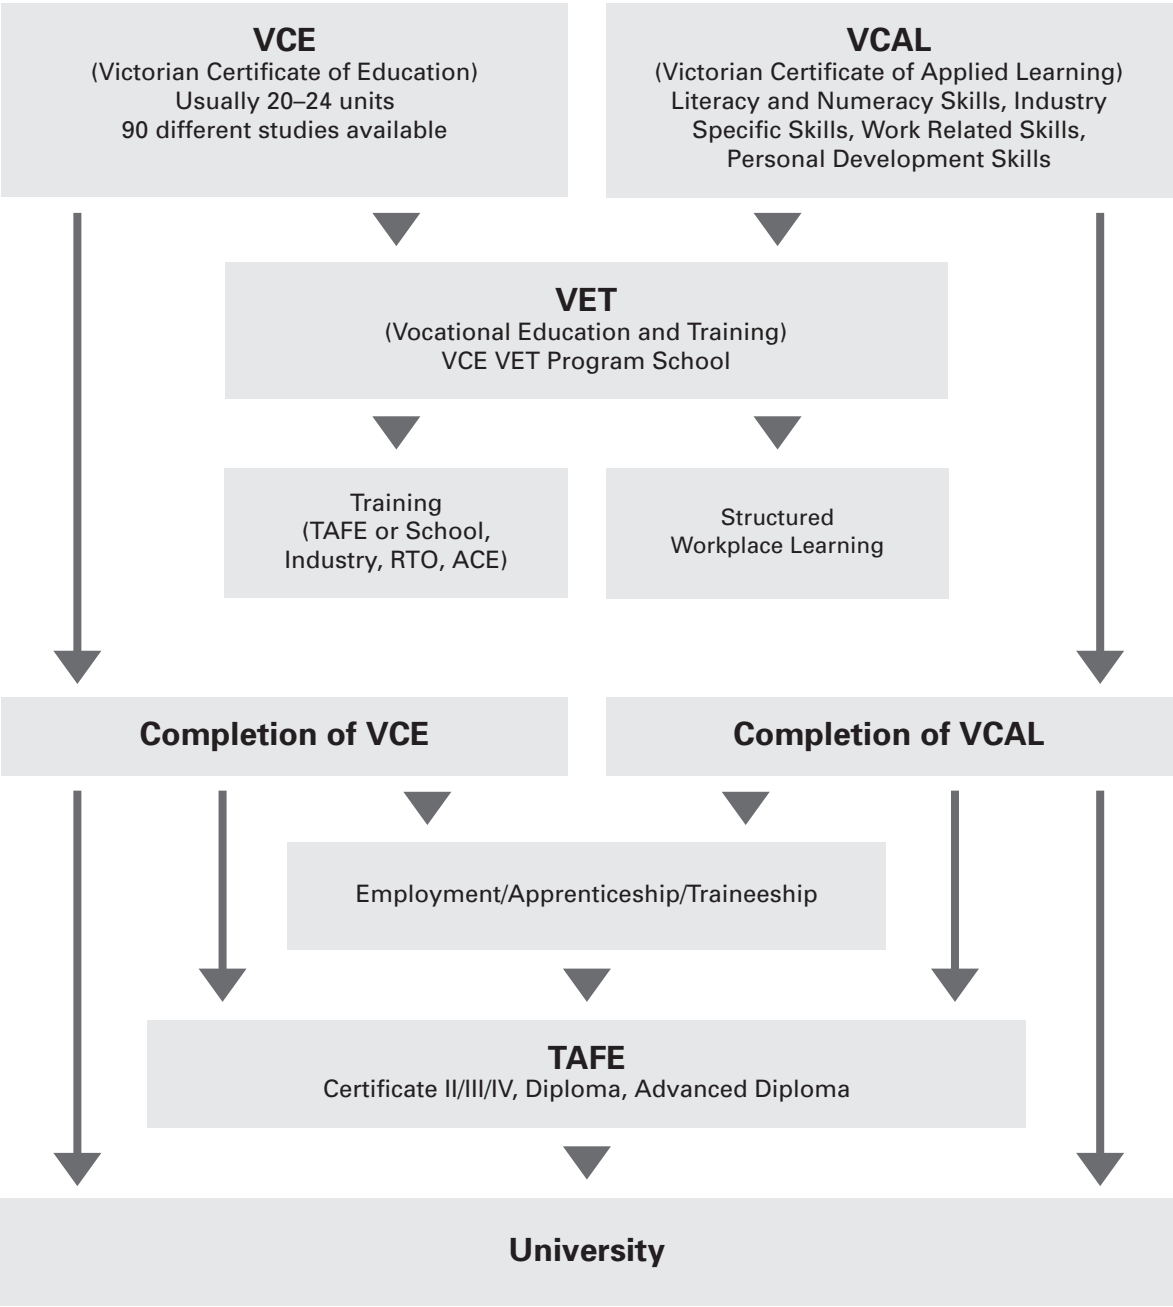 VCE
(Victorian Certificate of Education)
Usually 20–24 units
90 different studies available
VCAL
(Victorian Certificate of Applied Learning)
Literacy and Numeracy Skills, Industry
Specific Skills, Work Related Skills,
Personal Development Skills
VET
(Vocational Education and Training)
VCE VET Program School
Training
(TAFE or School,
Industry, RTO, ACE)
Structured
Workplace Learning
Completion of VCE
Completion of VCAL
Employment/Apprenticeship/Traineeship
TAFE
Certificate II/III/IV, Diploma, Advanced Diploma
University